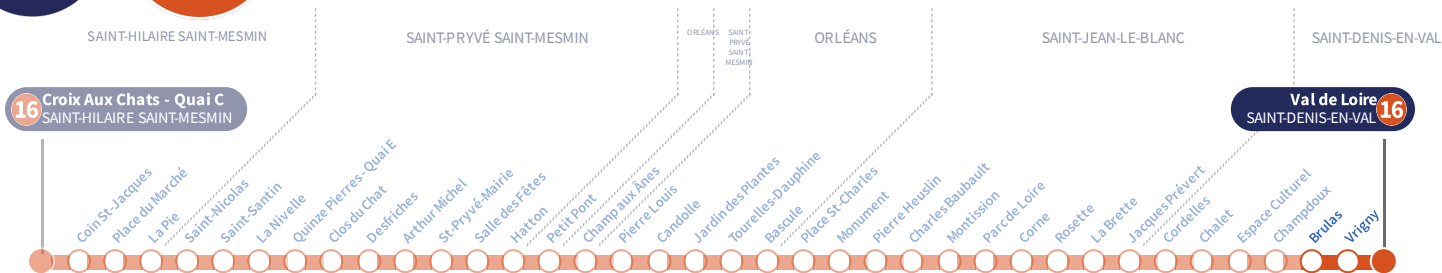 SAINT-HILAIRE SAINT-MESMIN
SAINT-PRYVÉ SAINT-MESMIN
ORLÉANS
SAINT-
PRYVÉ
SAINT-
MESMIN
ORLÉANS
SAINT-JEAN-LE-BLANC
SAINT-DENIS-EN-VAL
16 Croix Aux Chats - Quai C
SAINT-HILAIRE SAINT-MESMIN
Val de Loire 16
SAINT-DENIS-EN-VAL
Coin St-Jacques
Place du Marché
La Pie
Saint-Nicolas
Saint-Santin
La Nivelle
Quinze Pierres - Quai E
Clos du Chat
Desfriches
Arthur Michel
St-Pryvé-Mairie
Salle des Fêtes
Hatton
Petit Pont
Champ aux Ânes
Pierre Louis
Candolle
Jardin des Plantes
Tourelles-Dauphine
Bascule
Place St-Charles
Monument
Pierre Heuslin
Charles Baubault
Montission
Parc de Loire
Corne
Rosette
La Brette
Jacques Prévert
Cordelles
Chalet
Espace Culturel
Champdoux
Brulas
Vrigny